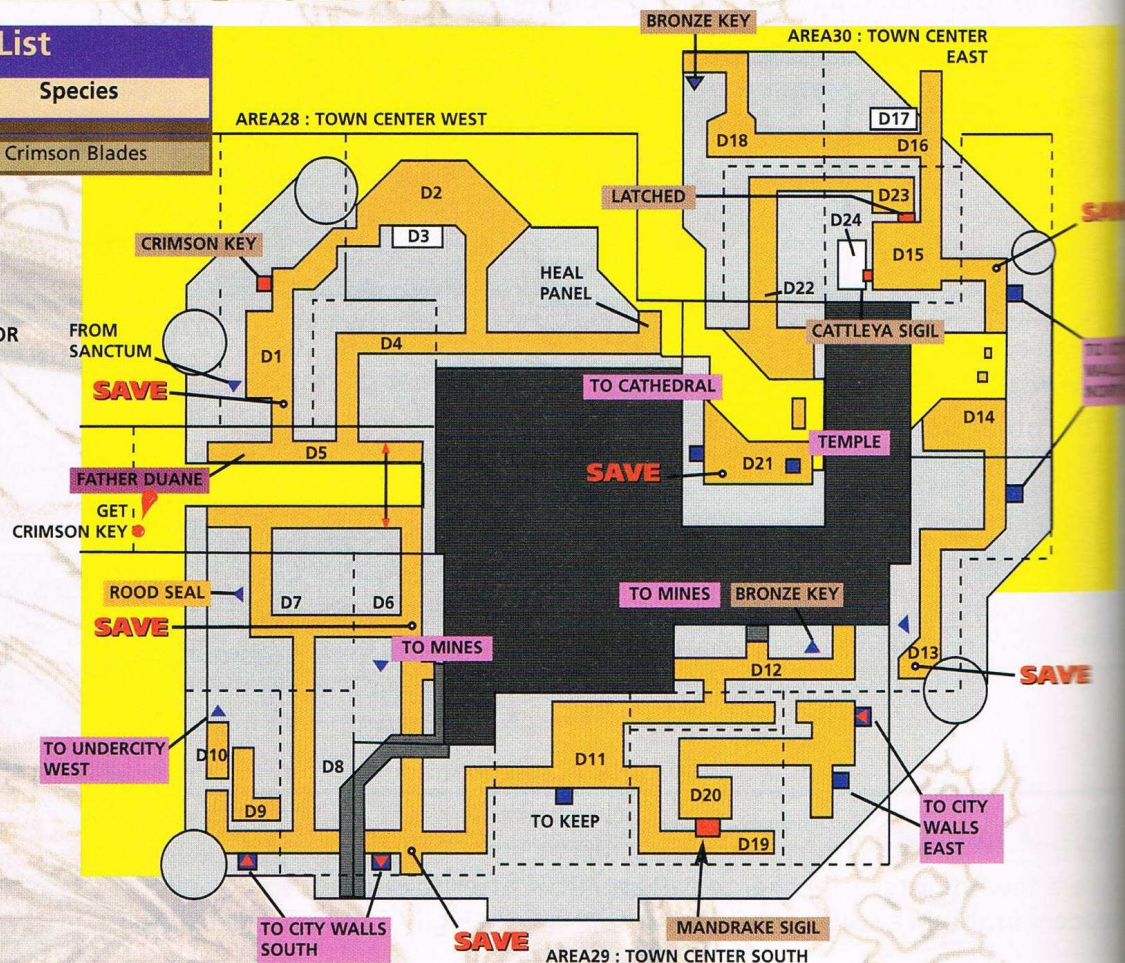 List
Species
Crimson Blades
BRONZE KEY
AREA30 : TOWN CENTER
EAST
AREA28 : TOWN CENTER WEST
D17
D18
D16
D2
LATCHED
D23
D3
D24
CRIMSON KEY
D15
HEAL
PANEL
D22
OR
FROM
SANCTUM
D1
D4
CATTLEYA SIGIL
SAVE
TO CATHEDRAL
D14
TEMPLE
D5
D21
SAVE
FATHER DUANE
GET
CRIMSON KEY
ROOD SEAL
D7
D6
TO MINES
BRONZE KEY
SAVE
TO MINES
D13
D12
SAVE
TO UNDERCITY
WEST
D10
D8
D11
D9
D20
TO KEEP
TO CITY
WALLS
EAST
D19
TO CITY WALLS
SOUTH
SAVE
MANDRAKE SIGIL
AREA29 : TOWN CENTER SOUTH